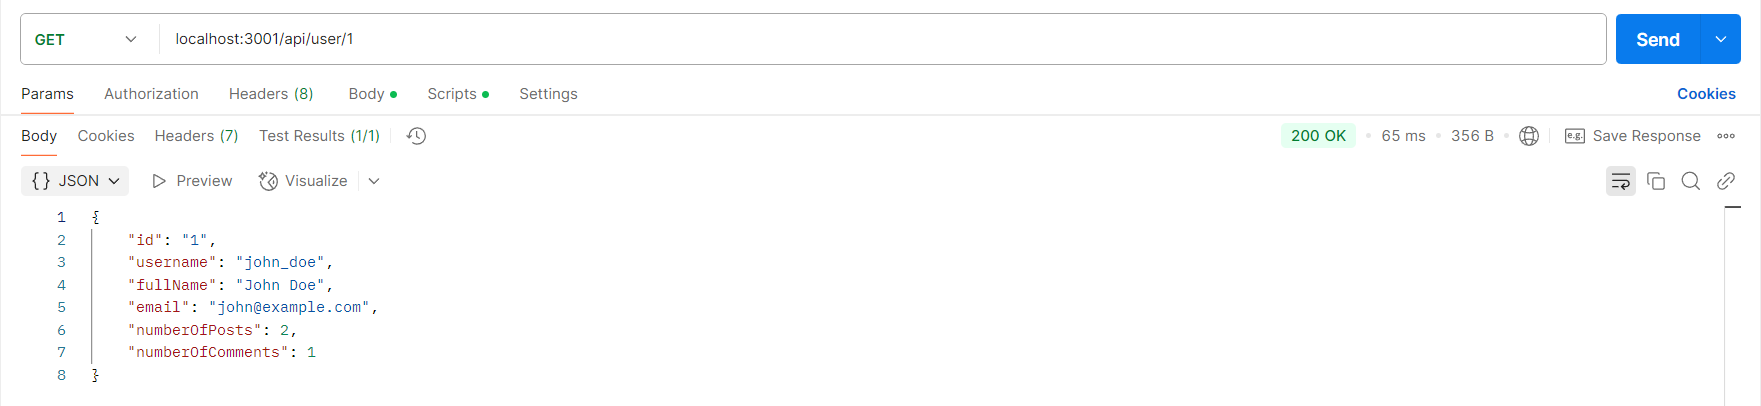 GET localhost:3001/api/user/1 Send
Params Authorization Headers (8) Body Scripts Settings Cookies
Body Cookies Headers (7) Test Results (1/1) 200 OK 65 ms 356 B e.g. Save Response
{} JSON Preview Visualize
1 {
2 "id": "1",
3 "username": "john_doe",
4 "fullName": "John Doe",
5 "email": "john@example.com",
6 "numberOfPosts": 2,
7 "numberOfComments": 1
8 }